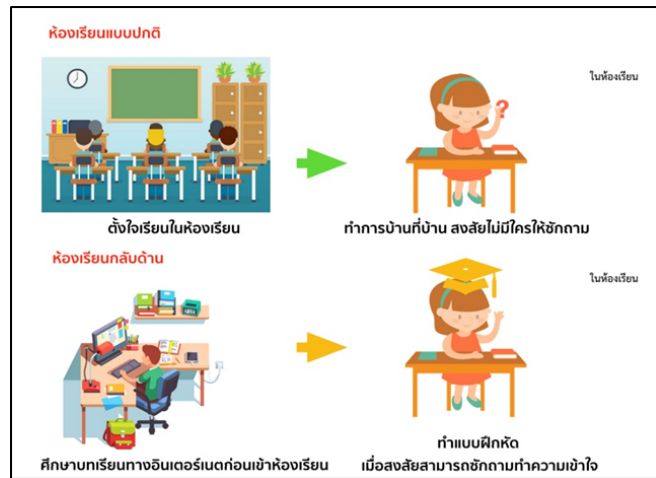 ห้องเรียนแบบปกติ
ในห้องเรียน
ตั้งใจเรียนในห้องเรียน
ทำการบ้านที่บ้าน สงสัยไม่มีใครให้ซักถาม
ห้องเรียนกลับด้าน
ในห้องเรียน
ทำแบบฝึกหัด
ศึกษาบทเรียนทางอินเตอร์เนตก่อนเข้าห้องเรียน
เมื่อสงสัยสามารถซักถามทำความเข้าใจ